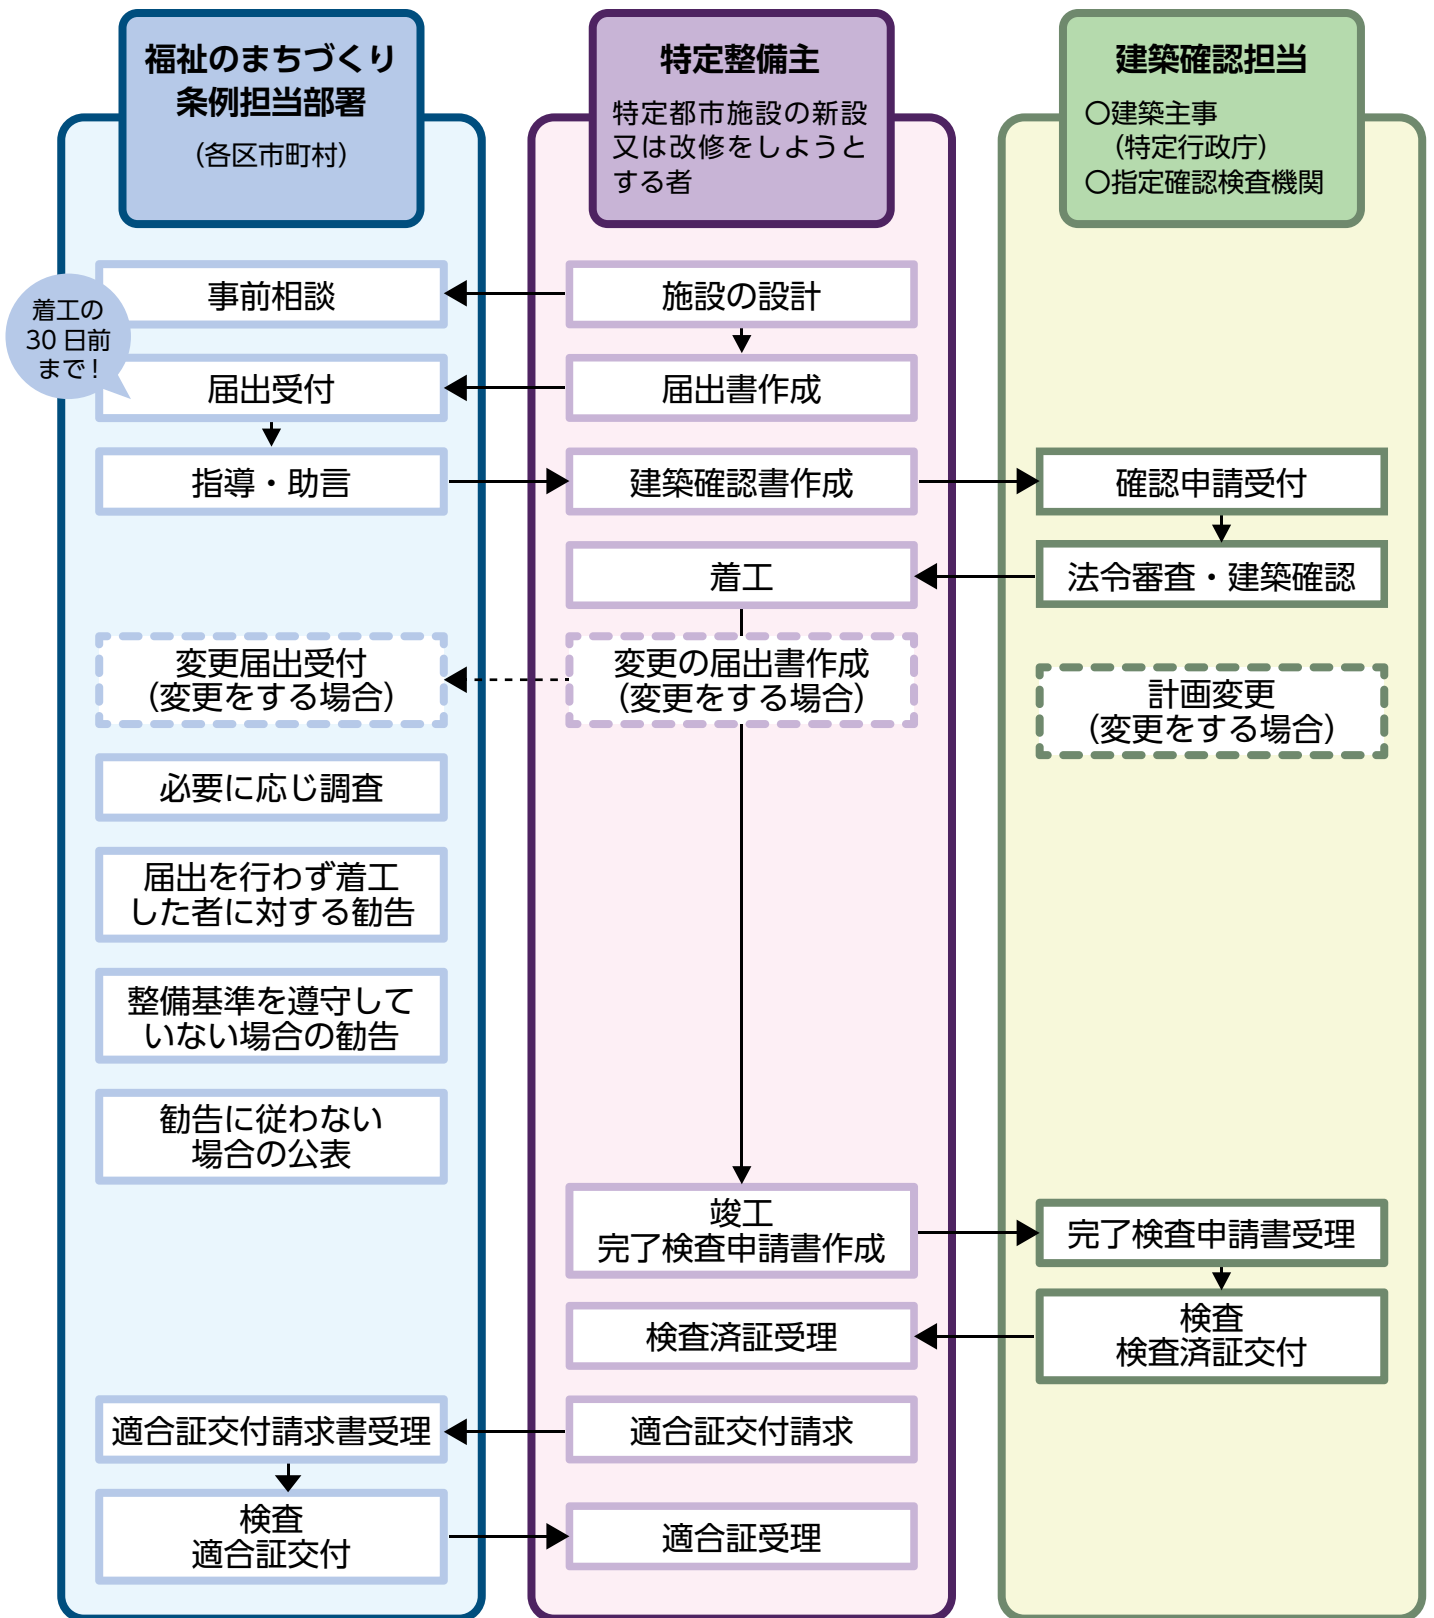 福祉のまちづくり
条例担当部署
（各区市町村）
特定整備主
特定都市施設の新設
又は改修をしようと
する者
建築確認担当
〇建築主事
（特定行政庁）
〇指定確認検査機関
着工の
30日前
まで！
事前相談
施設の設計
届出受付
届出書作成
指導・助言
建築確認書作成
確認申請受付
着工
法令審査・建築確認
変更届出受付
（変更をする場合）
変更の届出書作成
（変更をする場合）
計画変更
（変更をする場合）
必要に応じ調査
届出を行わず着工
した者に対する勧告
整備基準を遵守して
いない場合の勧告
勧告に従わない
場合の公表
竣工
完了検査申請書作成
完了検査申請書受理
検査済証受理
検査
検査済証交付
適合証交付請求書受理
適合証交付請求
検査
適合証交付
適合証受理